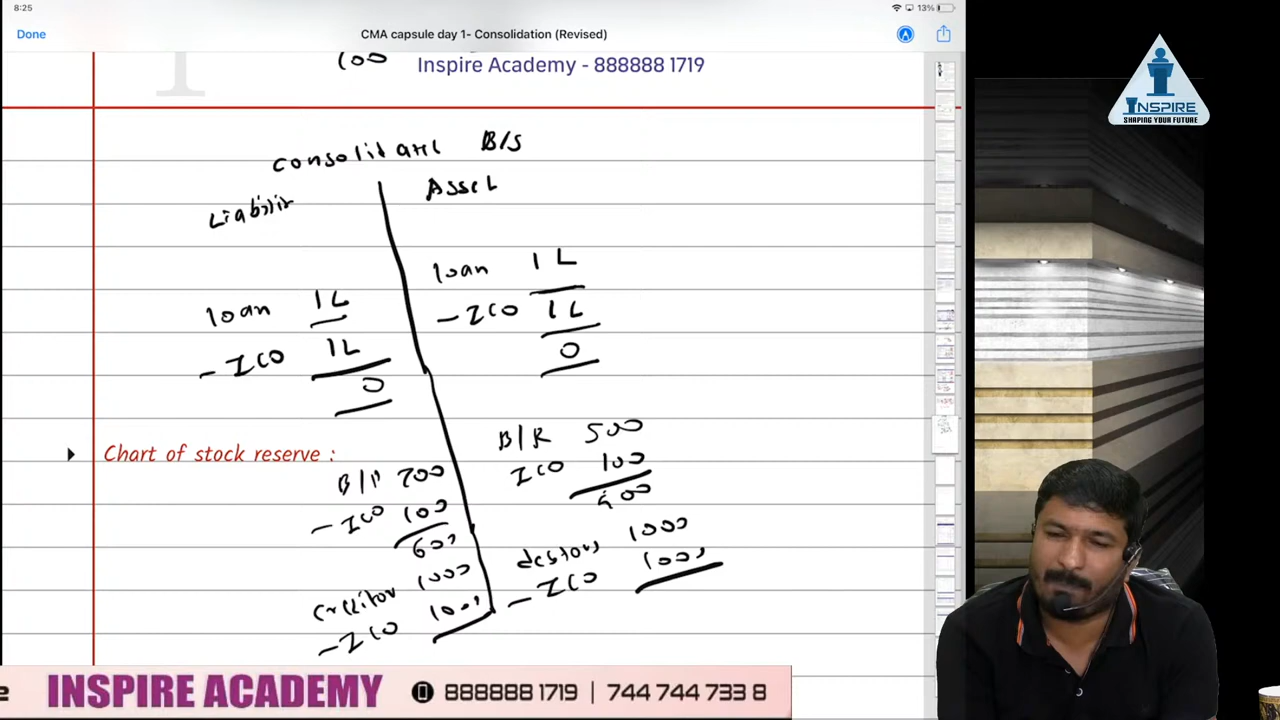 8:25
13%
Done
CMA capsule day 1- Consolidation (Revised)
100
Inspire Academy - 888888 1719
INSPIRE
SHAPING YOUR FUTURE
B/S
Asset
loan 1L
- ICO 1L
0
loan 1L
- ICO 1L
0
Chart of stock reserve :
B/R 500
ICO 100
400
B/P 700
- ICO 100
600
debtors 1000
- ICO 1000
creditor 1000
- ICO 1000
INSPIRE ACADEMY 888888 1719 | 744 744 733 8